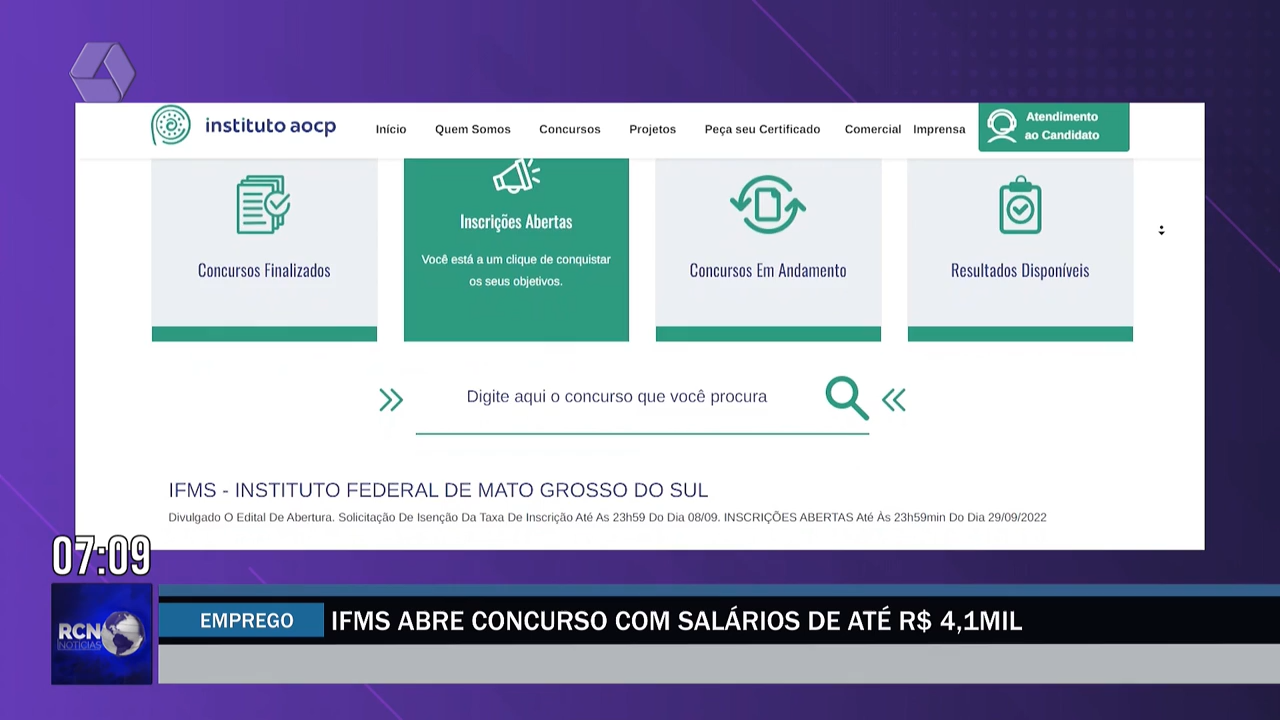 instituto aocp
Início Quem Somos Concursos Projetos Peça seu Certificado Comercial Imprensa
Atendimento
ao Candidato
Concursos Finalizados
Inscrições Abertas
Você está a um clique de conquistar
os seus objetivos.
Concursos Em Andamento
Resultados Disponíveis
Digite aqui o concurso que você procura
IFMS - INSTITUTO FEDERAL DE MATO GROSSO DO SUL
Divulgado O Edital De Abertura. Solicitação De Isenção Da Taxa De Inscrição Até As 23h59 Do Dia 08/09. INSCRIÇÕES ABERTAS Até Às 23h59min Do Dia 29/09/2022
07:09
EMPREGO IFMS ABRE CONCURSO COM SALÁRIOS DE ATÉ R$ 4,1MIL
RCN
NOTÍCIAS